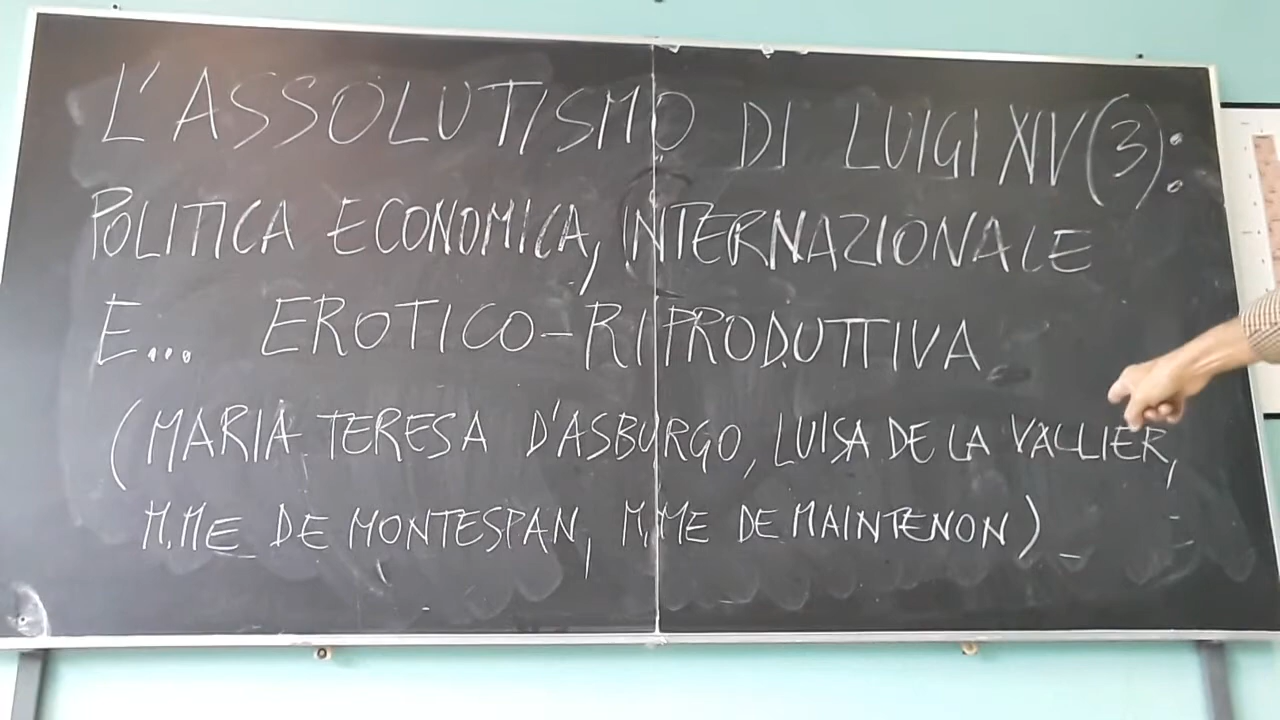 L'ASSOLUTISMO DI LUIGI XIV (3):
POLITICA ECONOMICA, INTERNAZIONALE
E... EROTICO-RIPRODUTTIVA
(MARIA TERESA D'ASBURGO, LUISA DE LA VALLIER,
M.ME DE MONTESPAN, M.ME DE MAINTENON)_